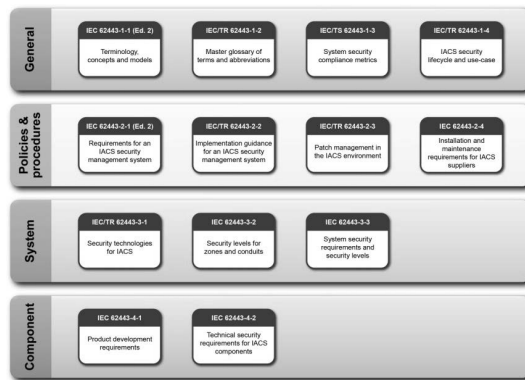 General
IEC 62443-1-1 (Ed. 2)
Terminology,
concepts and models
IEC/TR 62443-1-2
Master glossary of
terms and abbreviations
IEC/TS 62443-1-3
System security
compliance metrics
IEC/TR 62443-1-4
IACS security
lifecycle and use-case
Policies &
procedures
IEC 62443-2-1 (Ed. 2)
Requirements for an
IACS security
management system
IEC/TR 62443-2-2
Implementation guidance
for an IACS security
management system
IEC/TR 62443-2-3
Patch management in
the IACS environment
IEC 62443-2-4
Installation and
maintenance
requirements for IACS
suppliers
System
IEC/TR 62443-3-1
Security technologies
for IACS
IEC 62443-3-2
Security levels for
zones and conduits
IEC 62443-3-3
System security
requirements and
security levels
Component
IEC 62443-4-1
Product development
requirements
IEC 62443-4-2
Technical security
requirements for IACS
components